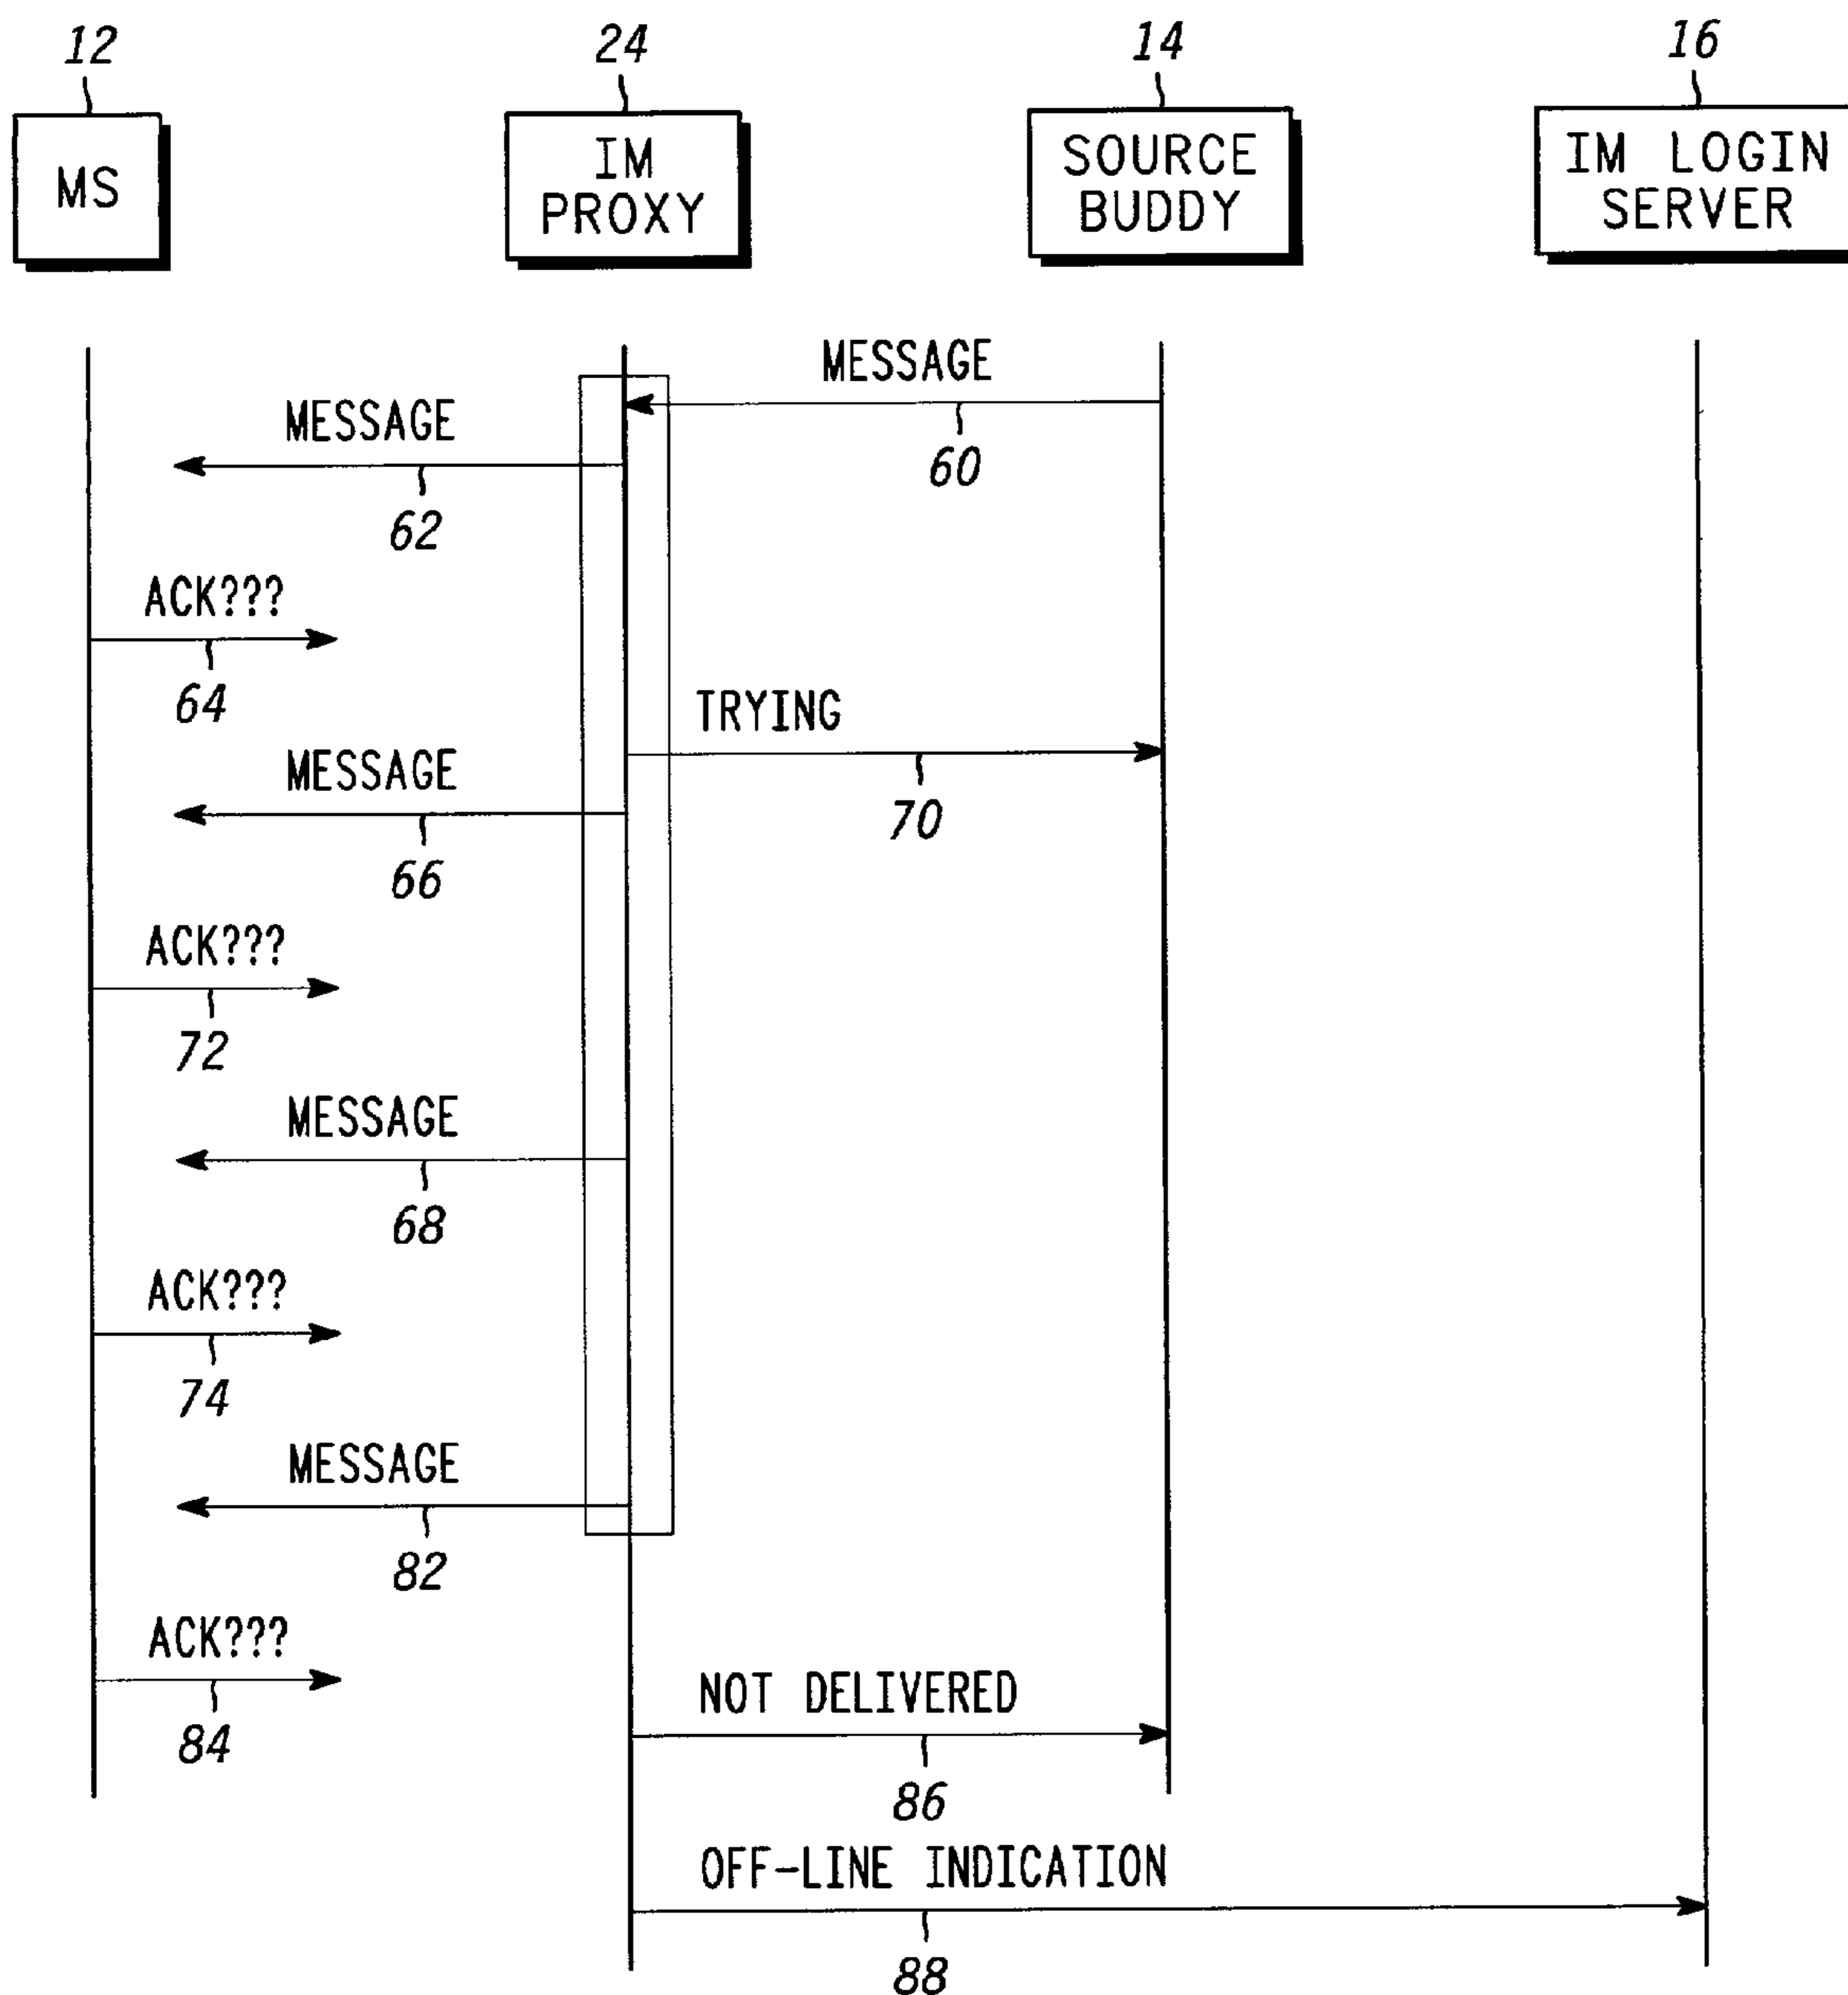 12
24
14
16
MS
IM
PROXY
SOURCE
BUDDY
IM LOGIN
SERVER
MESSAGE
60
MESSAGE
62
ACK???
64
TRYING
70
MESSAGE
66
ACK???
72
MESSAGE
68
ACK???
74
MESSAGE
82
ACK???
84
NOT DELIVERED
86
OFF-LINE INDICATION
88